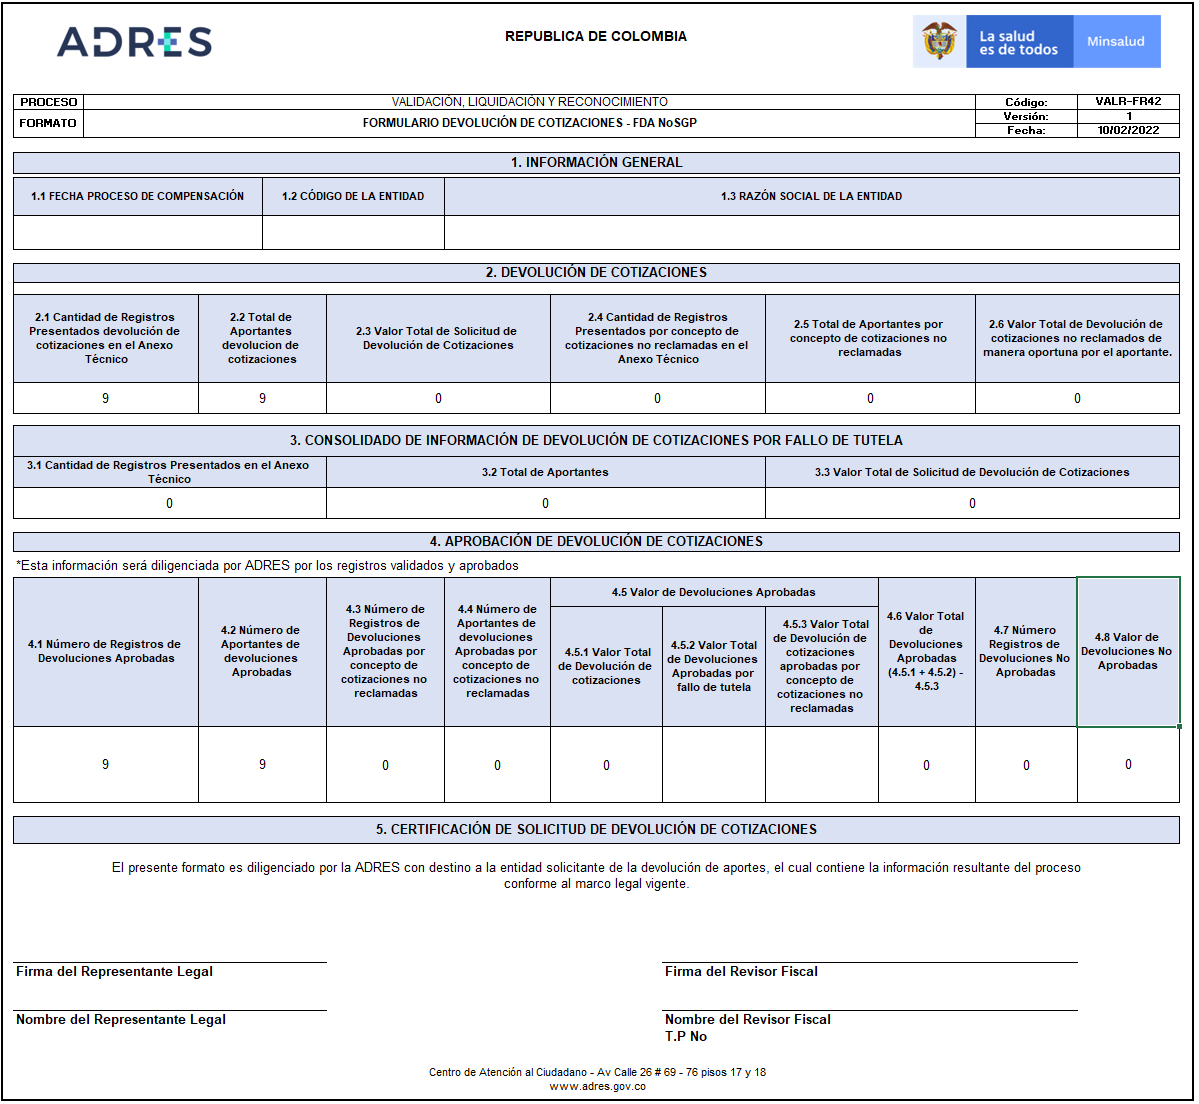 ADRES
REPUBLICA DE COLOMBIA
La salud
es de todos
Minsalud
PROCESO
VALIDACIÓN, LIQUIDACIÓN Y RECONOCIMIENTO
Código:
VALR-FR42
FORMATO
FORMULARIO DEVOLUCIÓN DE COTIZACIONES - FDA NoSGP
Versión:
1
Fecha:
10/02/2022
1. INFORMACIÓN GENERAL
1.1 FECHA PROCESO DE COMPENSACIÓN
1.2 CÓDIGO DE LA ENTIDAD
1.3 RAZÓN SOCIAL DE LA ENTIDAD
2. DEVOLUCIÓN DE COTIZACIONES
2.1 Cantidad de Registros
Presentados devolución de
cotizaciones en el Anexo
Técnico
2.2 Total de
Aportantes
devolucion de
cotizaciones
2.3 Valor Total de Solicitud de
Devolución de Cotizaciones
2.4 Cantidad de Registros
Presentados por concepto de
cotizaciones no reclamadas en el
Anexo Técnico
2.5 Total de Aportantes por
concepto de cotizaciones no
reclamadas
2.6 Valor Total de Devolución de
cotizaciones no reclamados de
manera oportuna por el aportante.
9
9
0
0
0
0
3. CONSOLIDADO DE INFORMACIÓN DE DEVOLUCIÓN DE COTIZACIONES POR FALLO DE TUTELA
3.1 Cantidad de Registros Presentados en el Anexo
Técnico
3.2 Total de Aportantes
3.3 Valor Total de Solicitud de Devolución de Cotizaciones
0
0
0
4. APROBACIÓN DE DEVOLUCIÓN DE COTIZACIONES
*Esta información será diligenciada por ADRES por los registros validados y aprobados
4.1 Número de Registros de
Devoluciones Aprobadas
4.2 Número de
Aportantes de
devoluciones
Aprobadas
4.3 Número de
Registros de
Devoluciones
Aprobadas por
concepto de
cotizaciones no
reclamadas
4.4 Número de
Aportantes de
devoluciones
Aprobadas por
concepto de
cotizaciones no
reclamadas
4.5 Valor de Devoluciones Aprobadas
4.5.1 Valor Total
de Devolución de
cotizaciones
4.5.2 Valor Total
de Devoluciones
Aprobadas por
fallo de tutela
4.5.3 Valor Total
de Devolución de
cotizaciones
aprobadas por
concepto de
cotizaciones no
reclamadas
4.6 Valor Total
de
Devoluciones
Aprobadas
(4.5.1 + 4.5.2) -
4.5.3
4.7 Número
Registros de
Devoluciones No
Aprobadas
4.8 Valor de
Devoluciones No
Aprobadas
9
9
0
0
0
0
0
0
5. CERTIFICACIÓN DE SOLICITUD DE DEVOLUCIÓN DE COTIZACIONES
El presente formato es diligenciado por la ADRES con destino a la entidad solicitante de la devolución de aportes, el cual contiene la información resultante del proceso
conforme al marco legal vigente.
Firma del Representante Legal
Firma del Revisor Fiscal
Nombre del Representante Legal
Nombre del Revisor Fiscal
T.P No
Centro de Atención al Ciudadano - Av Calle 26 # 69 - 76 pisos 17 y 18
www.adres.gov.co